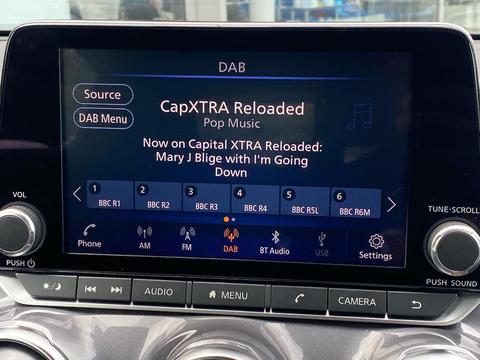 DAB
Source
CapXTRA Reloaded
DAB Menu
Pop Music
Now on Capital XTRA Reloaded:
Mary J Blige with I'm Going
Down
1 2 3 4 5 6
BBC R1 BBC R2 BBC R3 BBC R4 BBC R5L BBC R6M
Phone AM FM DAB BT Audio USB Settings
VOL
PUSH
TUNE-SCROLL
PUSH SOUND
AUDIO MENU CAMERA